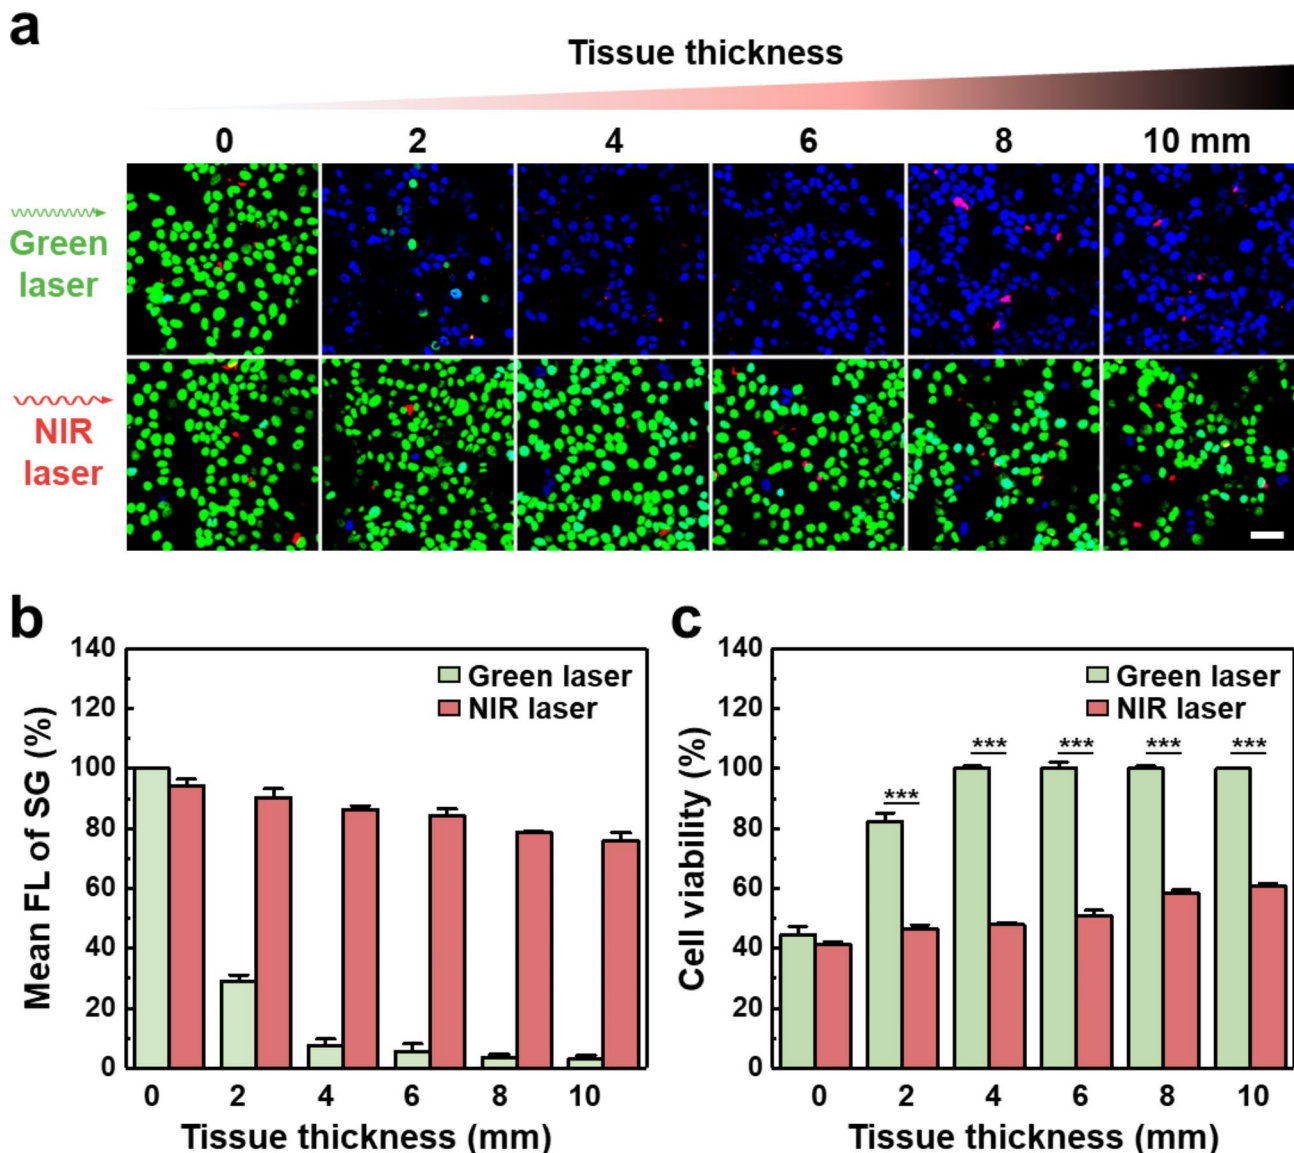 a
Tissue thickness
0 2 4 6 8 10 mm
Green
laser
NIR
laser
b
140
120
100
80
60
40
20
0
Mean FL of SG (%)
Green laser
NIR laser
0 2 4 6 8 10
Tissue thickness (mm)
c
140
120
100
80
60
40
20
0
Cell viability (%)
Green laser
NIR laser
*** *** *** *** ***
0 2 4 6 8 10
Tissue thickness (mm)